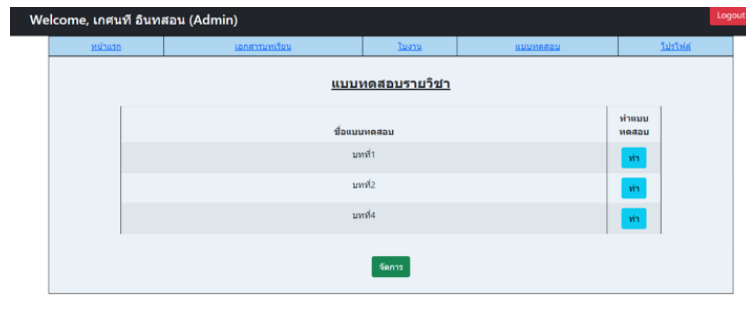 Welcome, เกศนที อินทสอน (Admin)
Logout
หน้าแรก เอกสารบทเรียน ใบงาน แบบทดสอบ โปรไฟล์
แบบทดสอบรายวิชา
ชื่อแบบทดสอบ
ทำแบบ
ทดสอบ
บทที่1 ทำ
บทที่2 ทำ
บทที่4 ทำ
จัดการ